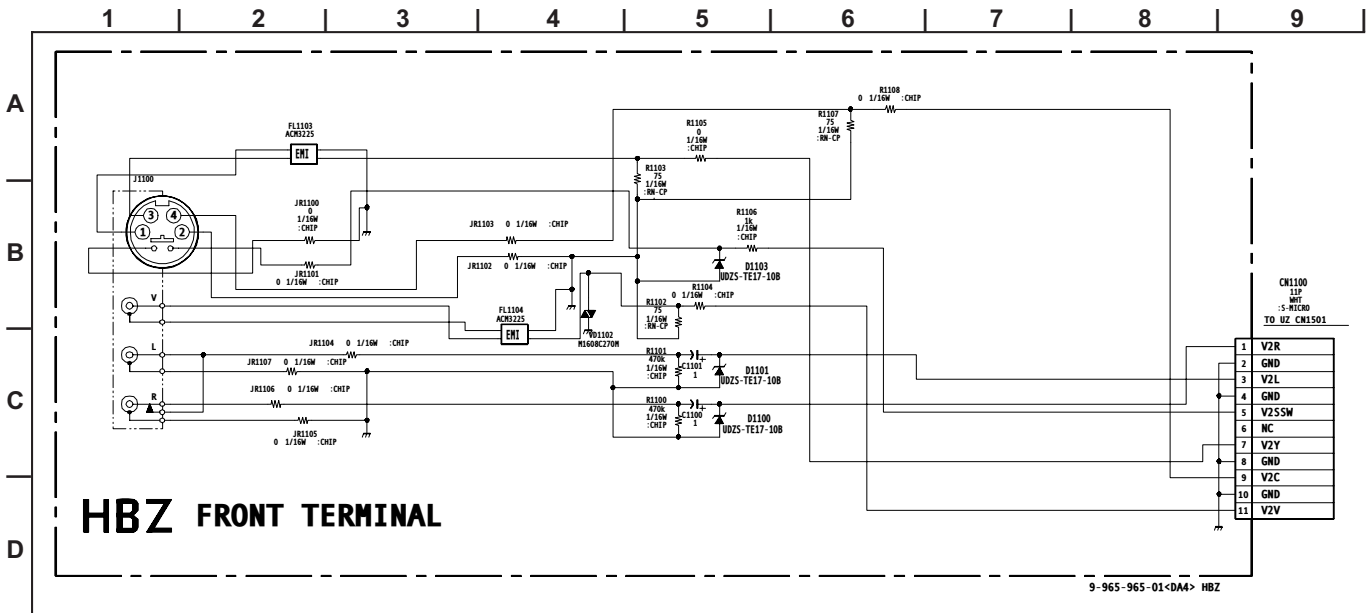 1 2 3 4 5 6 7 8 9
A
B
C
D
R1108
0 1/16W :CHIP
R1107
75
1/16W
:RN-CP
R1105
0
1/16W
:CHIP
FL1103
ACM3225
EMI
R1103
75
1/16W
:RN-CP
J1100
3 4
1 2
JR1100
0
1/16W
:CHIP
JR1103 0 1/16W :CHIP
R1106
1k
1/16W
:CHIP
JR1101
0 1/16W :CHIP
JR1102 0 1/16W :CHIP
D1103
UDZS-TE17-10B
R1104
0 1/16W :CHIP
R1102
75
1/16W
:RN-CP
V
FL1104
ACM3225
EMI
VD1102
M1608C270M
CN1100
11P
WHT
:S-MICRO
TO UZ CN1501
L
JR1104 0 1/16W :CHIP
JR1107 0 1/16W :CHIP
R1101
470k
1/16W
:CHIP
C1101
1
+
D1101
UDZS-TE17-10B
R
JR1106 0 1/16W :CHIP
R1100
470k
1/16W
:CHIP
C1100
1
+
D1100
UDZS-TE17-10B
JR1105
0 1/16W :CHIP
1 V2R
2 GND
3 V2L
4 GND
5 V2SSW
6 NC
7 V2Y
8 GND
9 V2C
10 GND
11 V2V
HBZ FRONT TERMINAL
9-965-965-01<DA4> HBZ